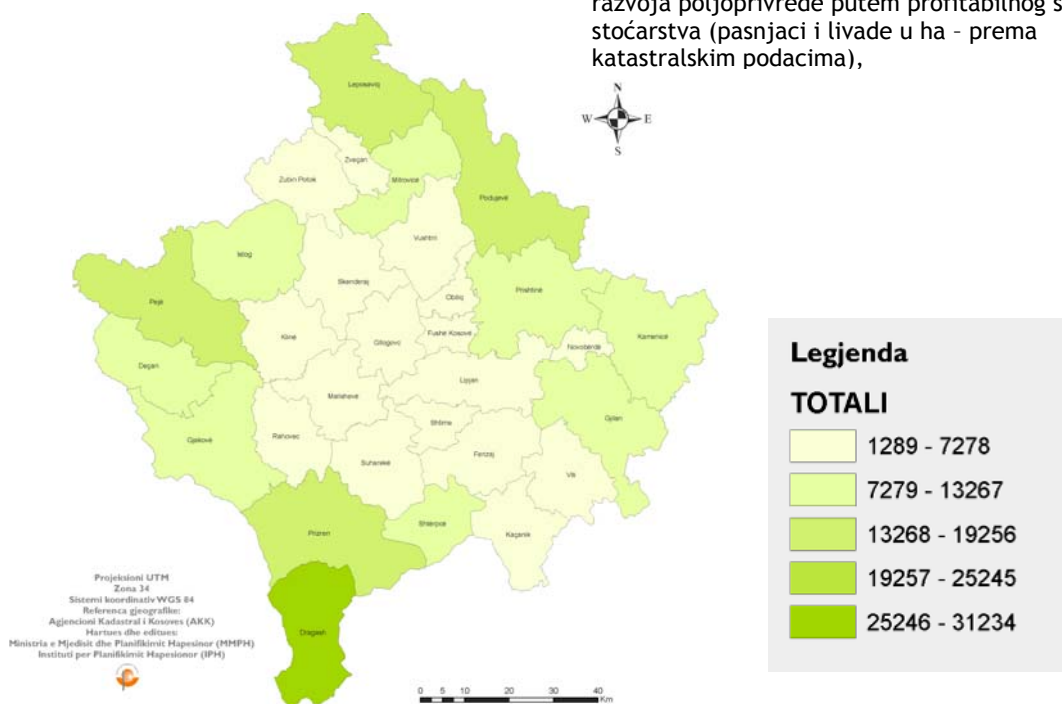 razvoja poljoprivrede putem profitabilnog s
stoćarstva (pasnjaci i livade u ha – prema
katastralskim podacima),
N
W
E
S
Leposaviq
Zveçan
Zubin Potok
Mitrovicë
Podujevë
Vushtrri
Istog
Skenderaj
Pejë
Obiliq
Prishtinë
Fushë Kosovë
Klinë
Gllogovc
Novobërdë
Kamenicë
Deçan
Lipjan
Malishevë
Gjilan
Shtime
Gjakovë
Rahovec
Ferizaj
Suharekë
Viti
Prizren
Shterpce
Kaçanik
Dragash
Legjenda
TOTALI
1289 - 7278
7279 - 13267
13268 - 19256
19257 - 25245
25246 - 31234
Projeksioni UTM
Zona 34
Sistemi koordinativ WGS 84
Referenca gjeografike:
Agjencioni Kadastral i Kosoves (AKK)
Hartues dhe editues:
Ministria e Mjedisit dhe Planifikimit Hapesinor (MMPH)
Instituti per Planifikimit Hapesionor (IPH)
0 5 10 20 30 40
Km